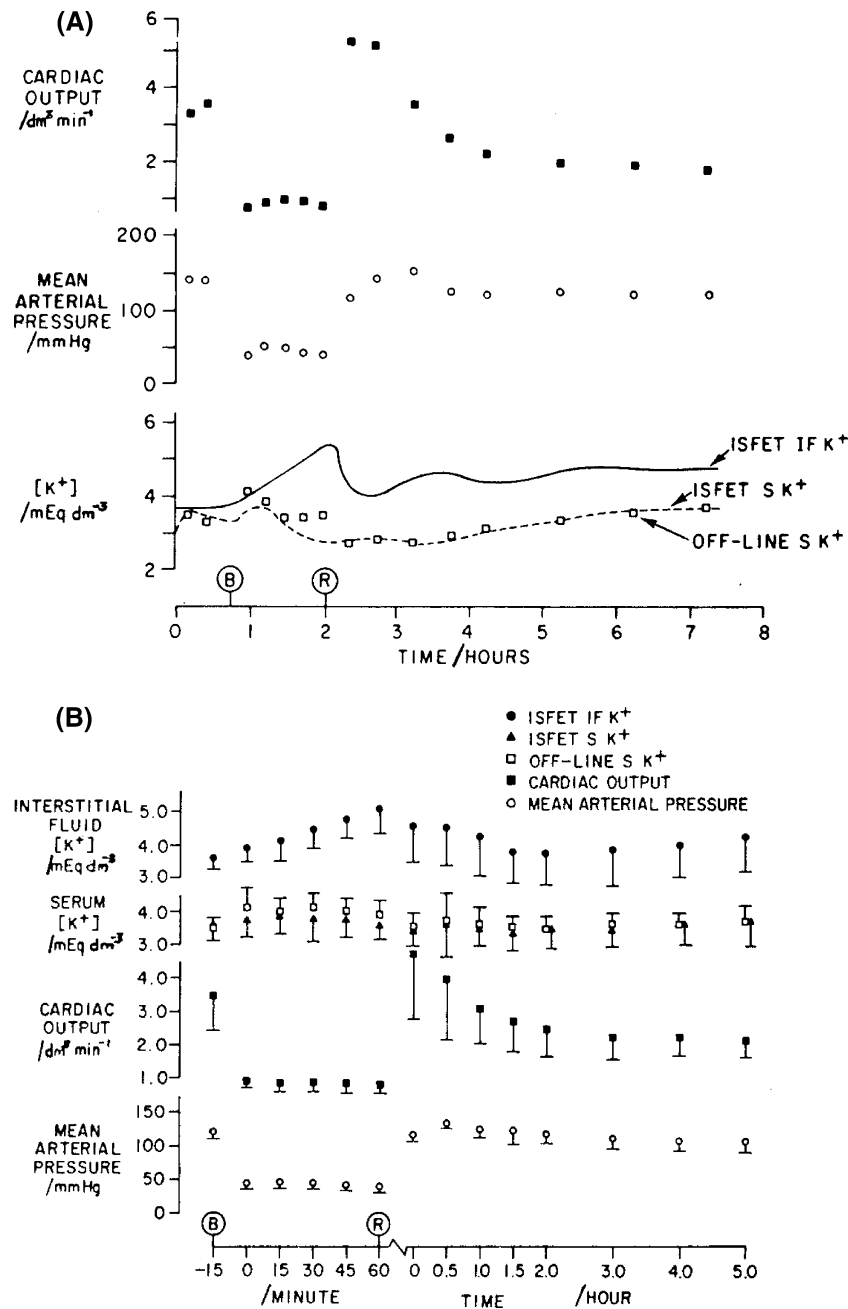 (A)
CARDIAC
OUTPUT
/dm³ min⁻¹
6
4
2
MEAN
ARTERIAL
PRESSURE
/mmHg
200
100
0
[K⁺]
/mEq dm⁻³
6
4
2
ISFET IF K⁺
ISFET S K⁺
OFF-LINE S K⁺
B
R
0 1 2 3 4 5 6 7 8
TIME/HOURS
(B)
ISFET IF K⁺
ISFET S K⁺
OFF-LINE S K⁺
CARDIAC OUTPUT
MEAN ARTERIAL PRESSURE
INTERSTITIAL
FLUID
[K⁺]
/mEq dm⁻³
5.0
4.0
3.0
SERUM
[K⁺]
/mEq dm⁻³
4.0
3.0
CARDIAC
OUTPUT
/dm³ min⁻¹
4.0
3.0
2.0
1.0
MEAN
ARTERIAL
PRESSURE
/mmHg
150
100
50
0
B
R
-15 0 15 30 45 60 0 0.5 1.0 1.5 2.0 3.0 4.0 5.0
/MINUTE TIME /HOUR